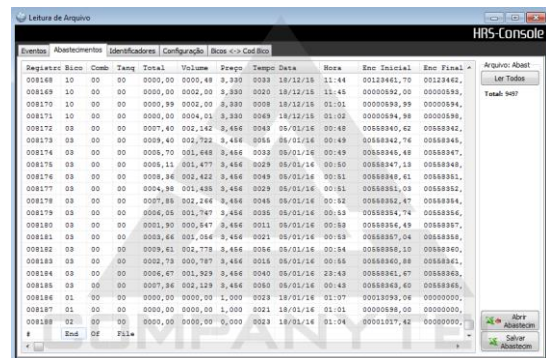 Leitura de Arquivo
HRS-Console
Eventos Abastecimentos Identificadores Configuração Bicos <-> Cod Bico
Registro Bico Comb Tanq Total Volume Preço Tempo Data Hora Enc Inicial Enc Final
008168 10 00 00 0000,00 0000,48 3,330 0033 18/12/15 11:44 00123461,70 00123462,
008169 10 00 00 0000,00 0002,00 3,330 0020 18/12/15 11:45 00000592,00 00000593,
008170 10 00 00 0000,99 0002,00 3,330 0008 18/12/15 01:01 00000593,99 00000594,
008171 10 00 00 0000,00 0004,01 3,330 0069 18/12/15 01:02 00000594,98 00000598,
008172 03 00 00 0007,40 002,142 3,456 0043 05/01/16 00:48 00558340,62 00558342,
008173 03 00 00 0009,40 002,722 3,456 0055 05/01/16 00:49 00558342,76 00558345,
008174 03 00 00 0005,70 001,648 3,456 0033 05/01/16 00:49 00558345,48 00558347,
008175 03 00 00 0005,11 001,477 3,456 0029 05/01/16 00:50 00558347,13 00558348,
008176 03 00 00 0008,36 002,422 3,456 0049 05/01/16 00:51 00558348,61 00558351,
008177 03 00 00 0004,98 001,435 3,456 0029 05/01/16 00:51 00558351,03 00558352,
008178 03 00 00 0007,85 002,266 3,456 0045 05/01/16 00:52 00558352,47 00558354,
008179 03 00 00 0006,05 001,747 3,456 0035 05/01/16 00:53 00558354,74 00558356,
008180 03 00 00 0001,90 000,547 3,456 0011 05/01/16 00:53 00558356,49 00558357,
008181 03 00 00 0003,66 001,056 3,456 0021 05/01/16 00:53 00558357,04 00558358,
008182 03 00 00 0009,61 002,778 3,456 0056 05/01/16 00:54 00558358,10 00558360,
008183 03 00 00 0002,73 000,787 3,456 0015 05/01/16 00:55 00558360,88 00558361,
008184 03 00 00 0006,67 001,929 3,456 0040 05/01/16 23:43 00558361,67 00558363,
008185 03 00 00 0007,36 002,129 3,456 0050 05/01/16 00:43 00558363,60 00558365,
008186 01 00 00 0000,00 0000,00 1,000 0023 18/01/16 01:07 00013093,06 00000000,
008187 01 00 00 0000,00 0000,00 1,000 0021 18/01/16 01:01 00000598,00 00000000,
008188 02 00 00 0000,00 0000,00 0,000 0023 18/01/16 01:04 00001017,42 00000000,
# End Of File
Arquivo: Abast
Ler Todos
Total: 9497
Abrir Abastecim
Salvar Abastecim
COMPANY TEC